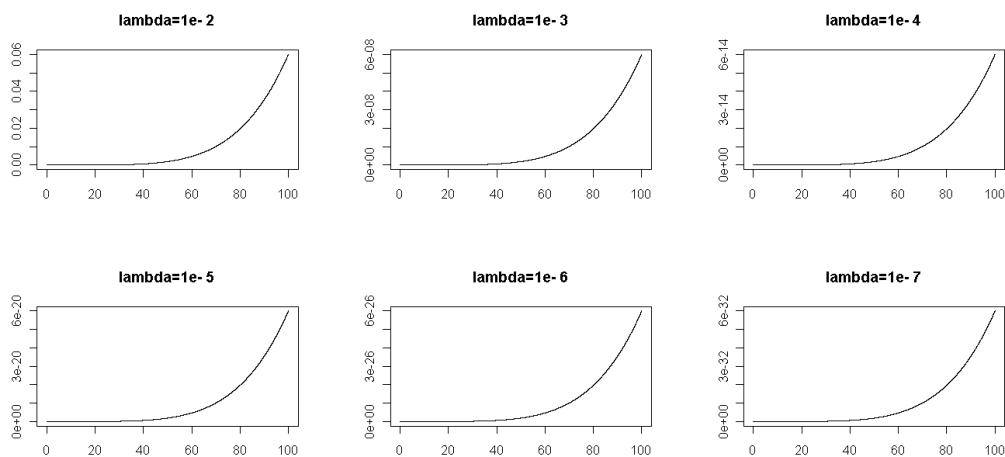 lambda=1e- 2
0.06
0.04
0.02
0.00
0 20 40 60 80 100
lambda=1e- 3
6e-08
3e-08
0e+00
0 20 40 60 80 100
lambda=1e- 4
6e-14
3e-14
0e+00
0 20 40 60 80 100
lambda=1e- 5
6e-20
3e-20
0e+00
0 20 40 60 80 100
lambda=1e- 6
6e-26
3e-26
0e+00
0 20 40 60 80 100
lambda=1e- 7
6e-32
3e-32
0e+00
0 20 40 60 80 100